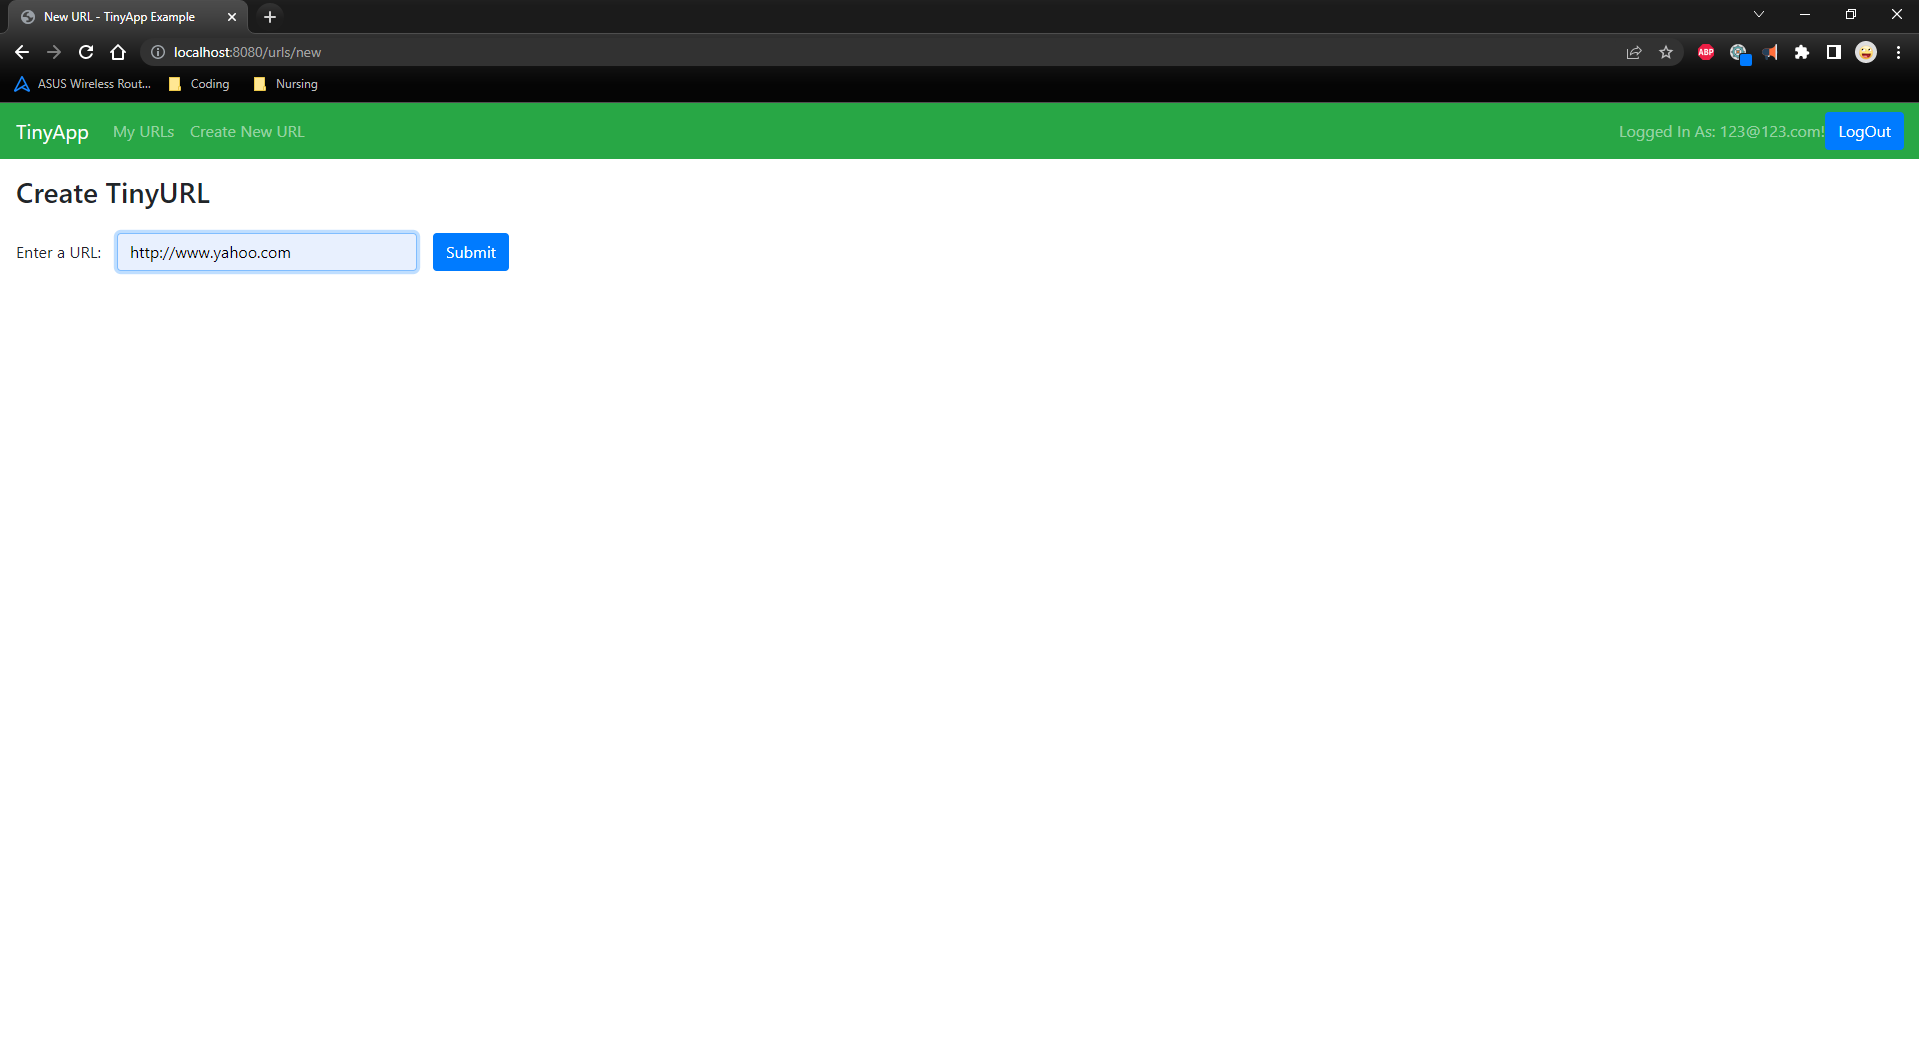 New URL - TinyApp Example
localhost:8080/urls/new
ABP
ASUS Wireless Rout... Coding Nursing
TinyApp My URLs Create New URL Logged In As: 123@123.com! LogOut
Create TinyURL
Enter a URL: http://www.yahoo.com Submit